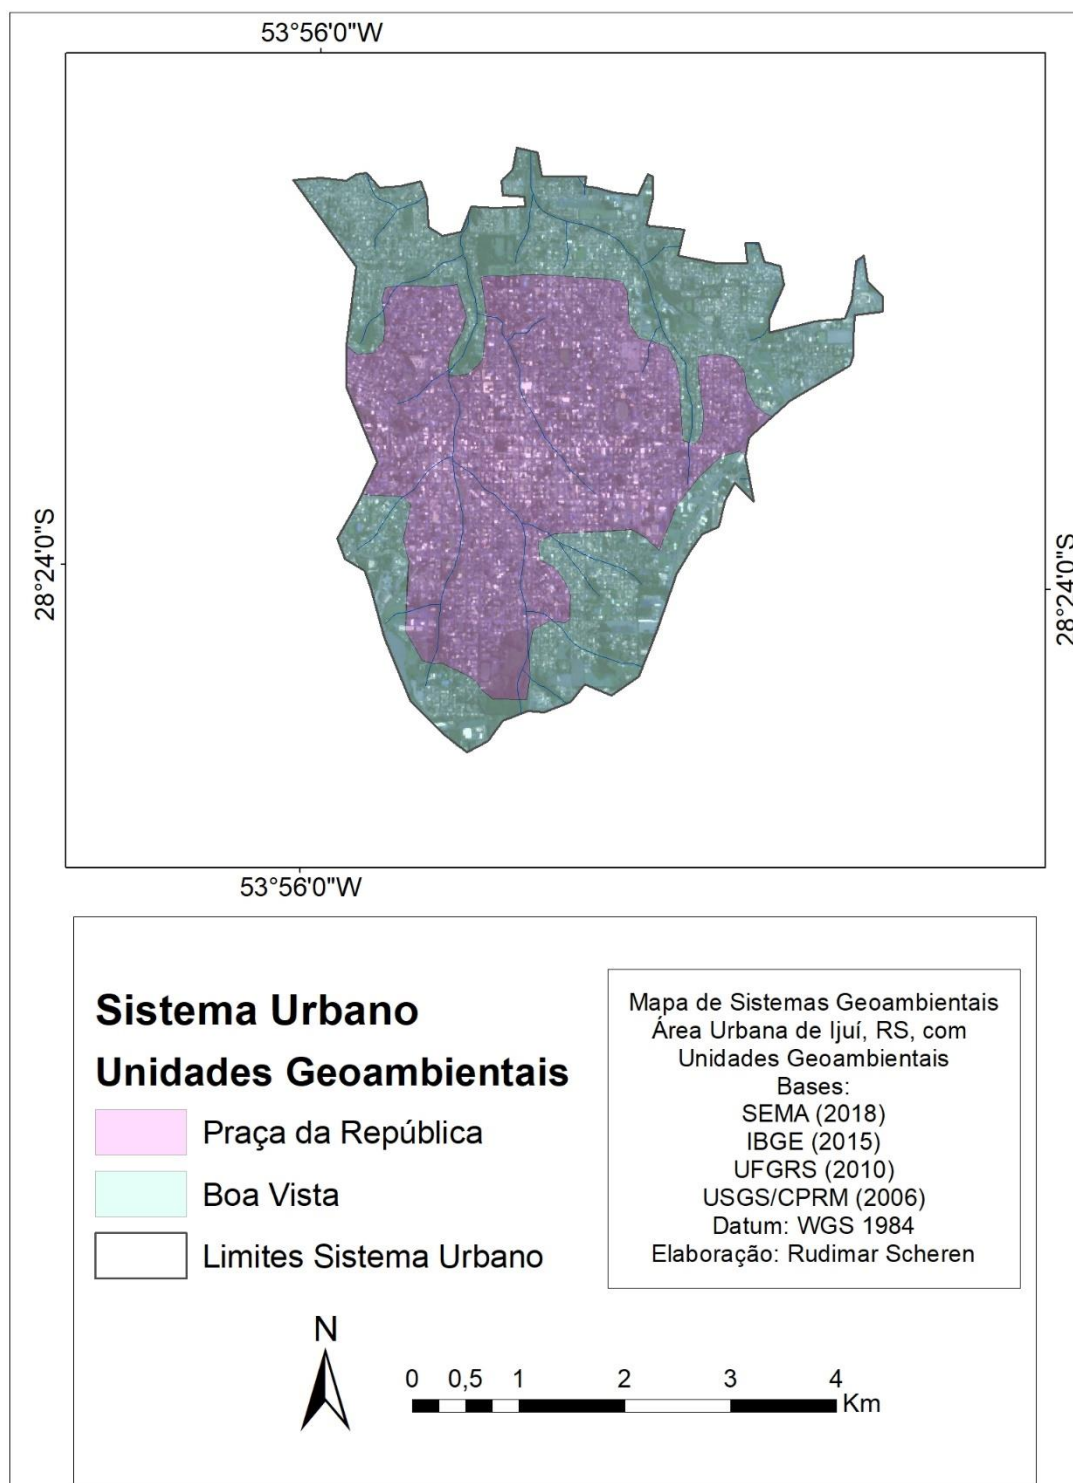 53°56'0"W
28°24'0"S
28°24'0"S
53°56'0"W
Sistema Urbano
Unidades Geoambientais
Praça da República
Boa Vista
Limites Sistema Urbano
Mapa de Sistemas Geoambientais
Área Urbana de Ijuí, RS, com
Unidades Geoambientais
Bases:
SEMA (2018)
IBGE (2015)
UFGRS (2010)
USGS/CPRM (2006)
Datum: WGS 1984
Elaboração: Rudimar Scheren
N
0 0,5 1 2 3 4
Km